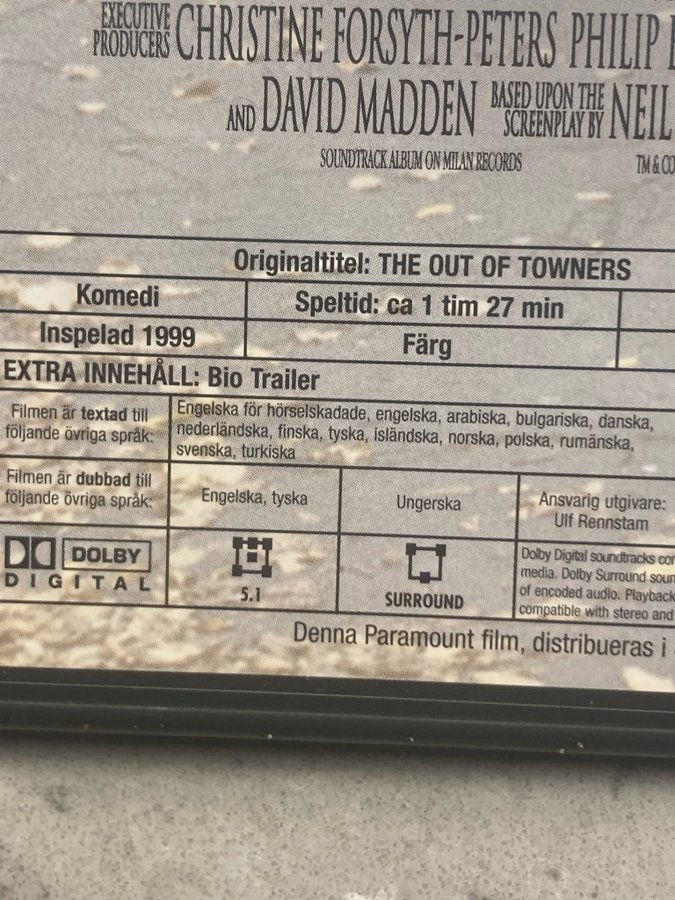 EXECUTIVE PRODUCERS CHRISTINE FORSYTH-PETERS PHILIP
AND DAVID MADDEN BASED UPON THE SCREENPLAY BY NEIL
SOUNDTRACK ALBUM ON MILAN RECORDS TM & CO
Originaltitel: THE OUT OF TOWNERS
Komedi Speltid: ca 1 tim 27 min
Inspelad 1999 Färg
EXTRA INNEHÅLL: Bio Trailer
Filmen är textad till
följande övriga språk:
Engelska för hörselskadade, engelska, arabiska, bulgariska, danska,
nederländska, finska, tyska, isländska, norska, polska, rumänska,
svenska, turkiska
Filmen är dubbad till
följande övriga språk:
Engelska, tyska
Ungerska
Ansvarig utgivare:
Ulf Rennstam
DOLBY
DIGITAL
5.1
SURROUND
Dolby Digital soundtracks
media. Dolby Surround
of encoded audio. Playback
compatible with stereo and
Denna Paramount film, distribueras i